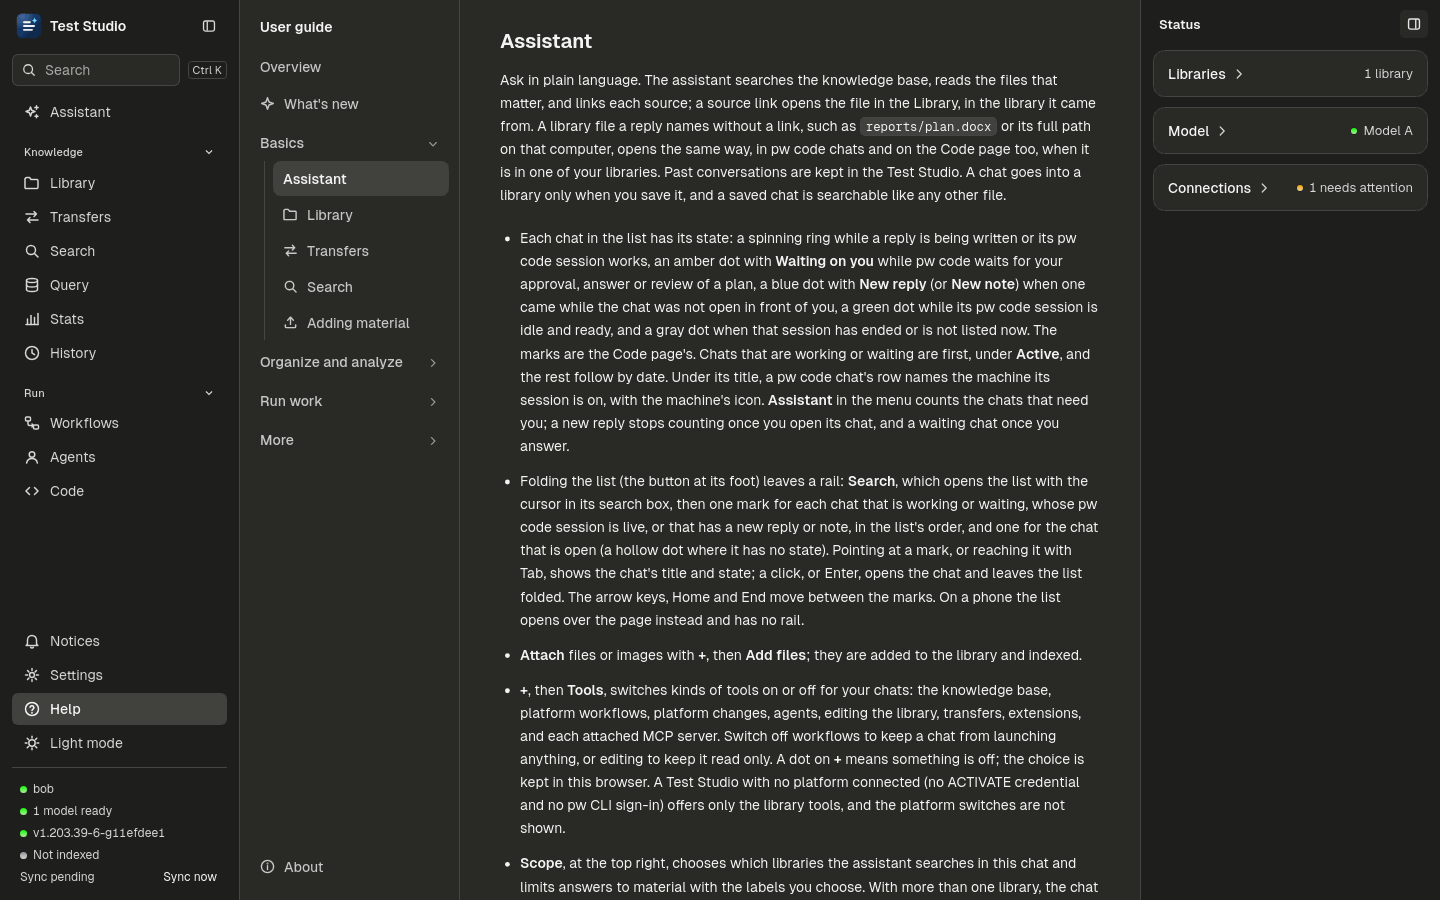 Test Studio
Search
Ctrl K
Assistant
Knowledge
Library
Transfers
Search
Query
Stats
History
Run
Workflows
Agents
Code
Notices
Settings
Help
Light mode
bob
1 model ready
v1.203.39-6-g11efdee1
Not indexed
Sync pending
Sync now
User guide
Overview
What's new
Basics
Assistant
Library
Transfers
Search
Adding material
Organize and analyze
Run work
More
About
Assistant
Ask in plain language. The assistant searches the knowledge base, reads the files that
matter, and links each source; a source link opens the file in the Library, in the library it came
from. A library file a reply names without a link, such as reports/plan.docx or its full path
on that computer, opens the same way, in pw code chats and on the Code page too, when it
is in one of your libraries. Past conversations are kept in the Test Studio. A chat goes into a
library only when you save it, and a saved chat is searchable like any other file.
• Each chat in the list has its state: a spinning ring while a reply is being written or its pw
code session works, an amber dot with Waiting on you while pw code waits for your
approval, answer or review of a plan, a blue dot with New reply (or New note) when one
came while the chat was not open in front of you, a green dot while its pw code session is
idle and ready, and a gray dot when that session has ended or is not listed now. The
marks are the Code page's. Chats that are working or waiting are first, under Active, and
the rest follow by date. Under its title, a pw code chat's row names the machine its
session is on, with the machine's icon. Assistant in the menu counts the chats that need
you; a new reply stops counting once you open its chat, and a waiting chat once you
answer.
• Folding the list (the button at its foot) leaves a rail: Search, which opens the list with the
cursor in its search box, then one mark for each chat that is working or waiting, whose pw
code session is live, or that has a new reply or note, in the list's order, and one for the chat
that is open (a hollow dot where it has no state). Pointing at a mark, or reaching it with
Tab, shows the chat's title and state; a click, or Enter, opens the chat and leaves the list
folded. The arrow keys, Home and End move between the marks. On a phone the list
opens over the page instead and has no rail.
• Attach files or images with +, then Add files; they are added to the library and indexed.
• +, then Tools, switches kinds of tools on or off for your chats: the knowledge base,
platform workflows, platform changes, agents, editing the library, transfers, extensions,
and each attached MCP server. Switch off workflows to keep a chat from launching
anything, or editing to keep it read only. A dot on + means something is off; the choice is
kept in this browser. A Test Studio with no platform connected (no ACTIVATE credential
and no pw CLI sign-in) offers only the library tools, and the platform switches are not
shown.
• Scope, at the top right, chooses which libraries the assistant searches in this chat and
limits answers to material with the labels you choose. With more than one library, the chat
Status
Libraries
1 library
Model
Model A
Connections
1 needs attention